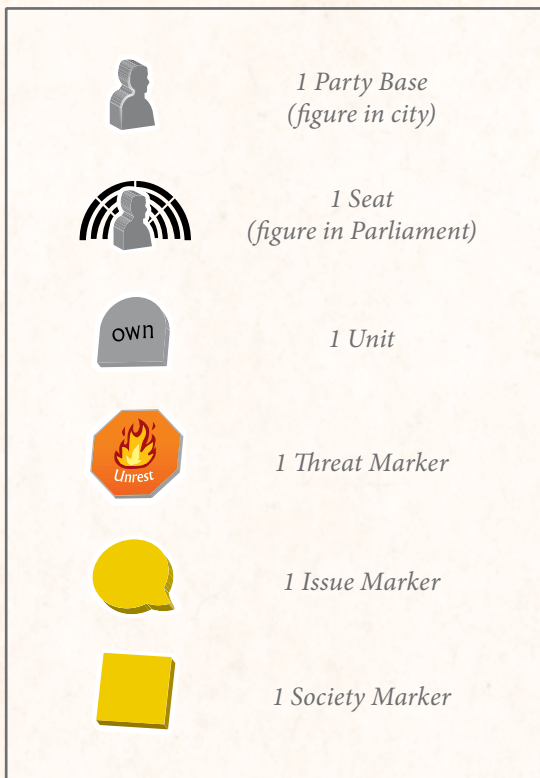 1 Party Base
(figure in city)
1 Seat
(figure in Parliament)
own
1 Unit
Unrest
1 Threat Marker
1 Issue Marker
1 Society Marker